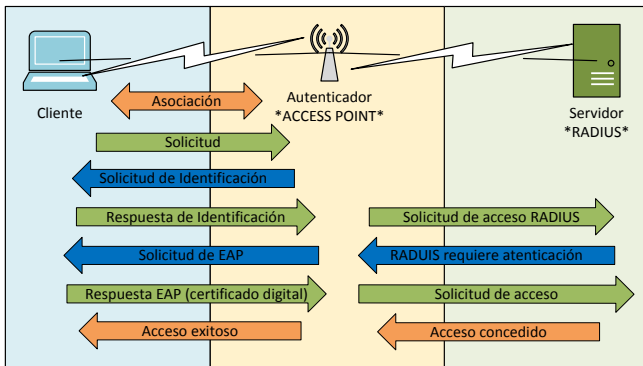 Cliente
Autenticador
*ACCESS POINT*
Servidor
*RADIUS*
Asociación
Solicitud
Solicitud de Identificación
Respuesta de Identificación
Solicitud de acceso RADIUS
Solicitud de EAP
RADUIS requiere atenticación
Respuesta EAP (certificado digital)
Solicitud de acceso
Acceso exitoso
Acceso concedido